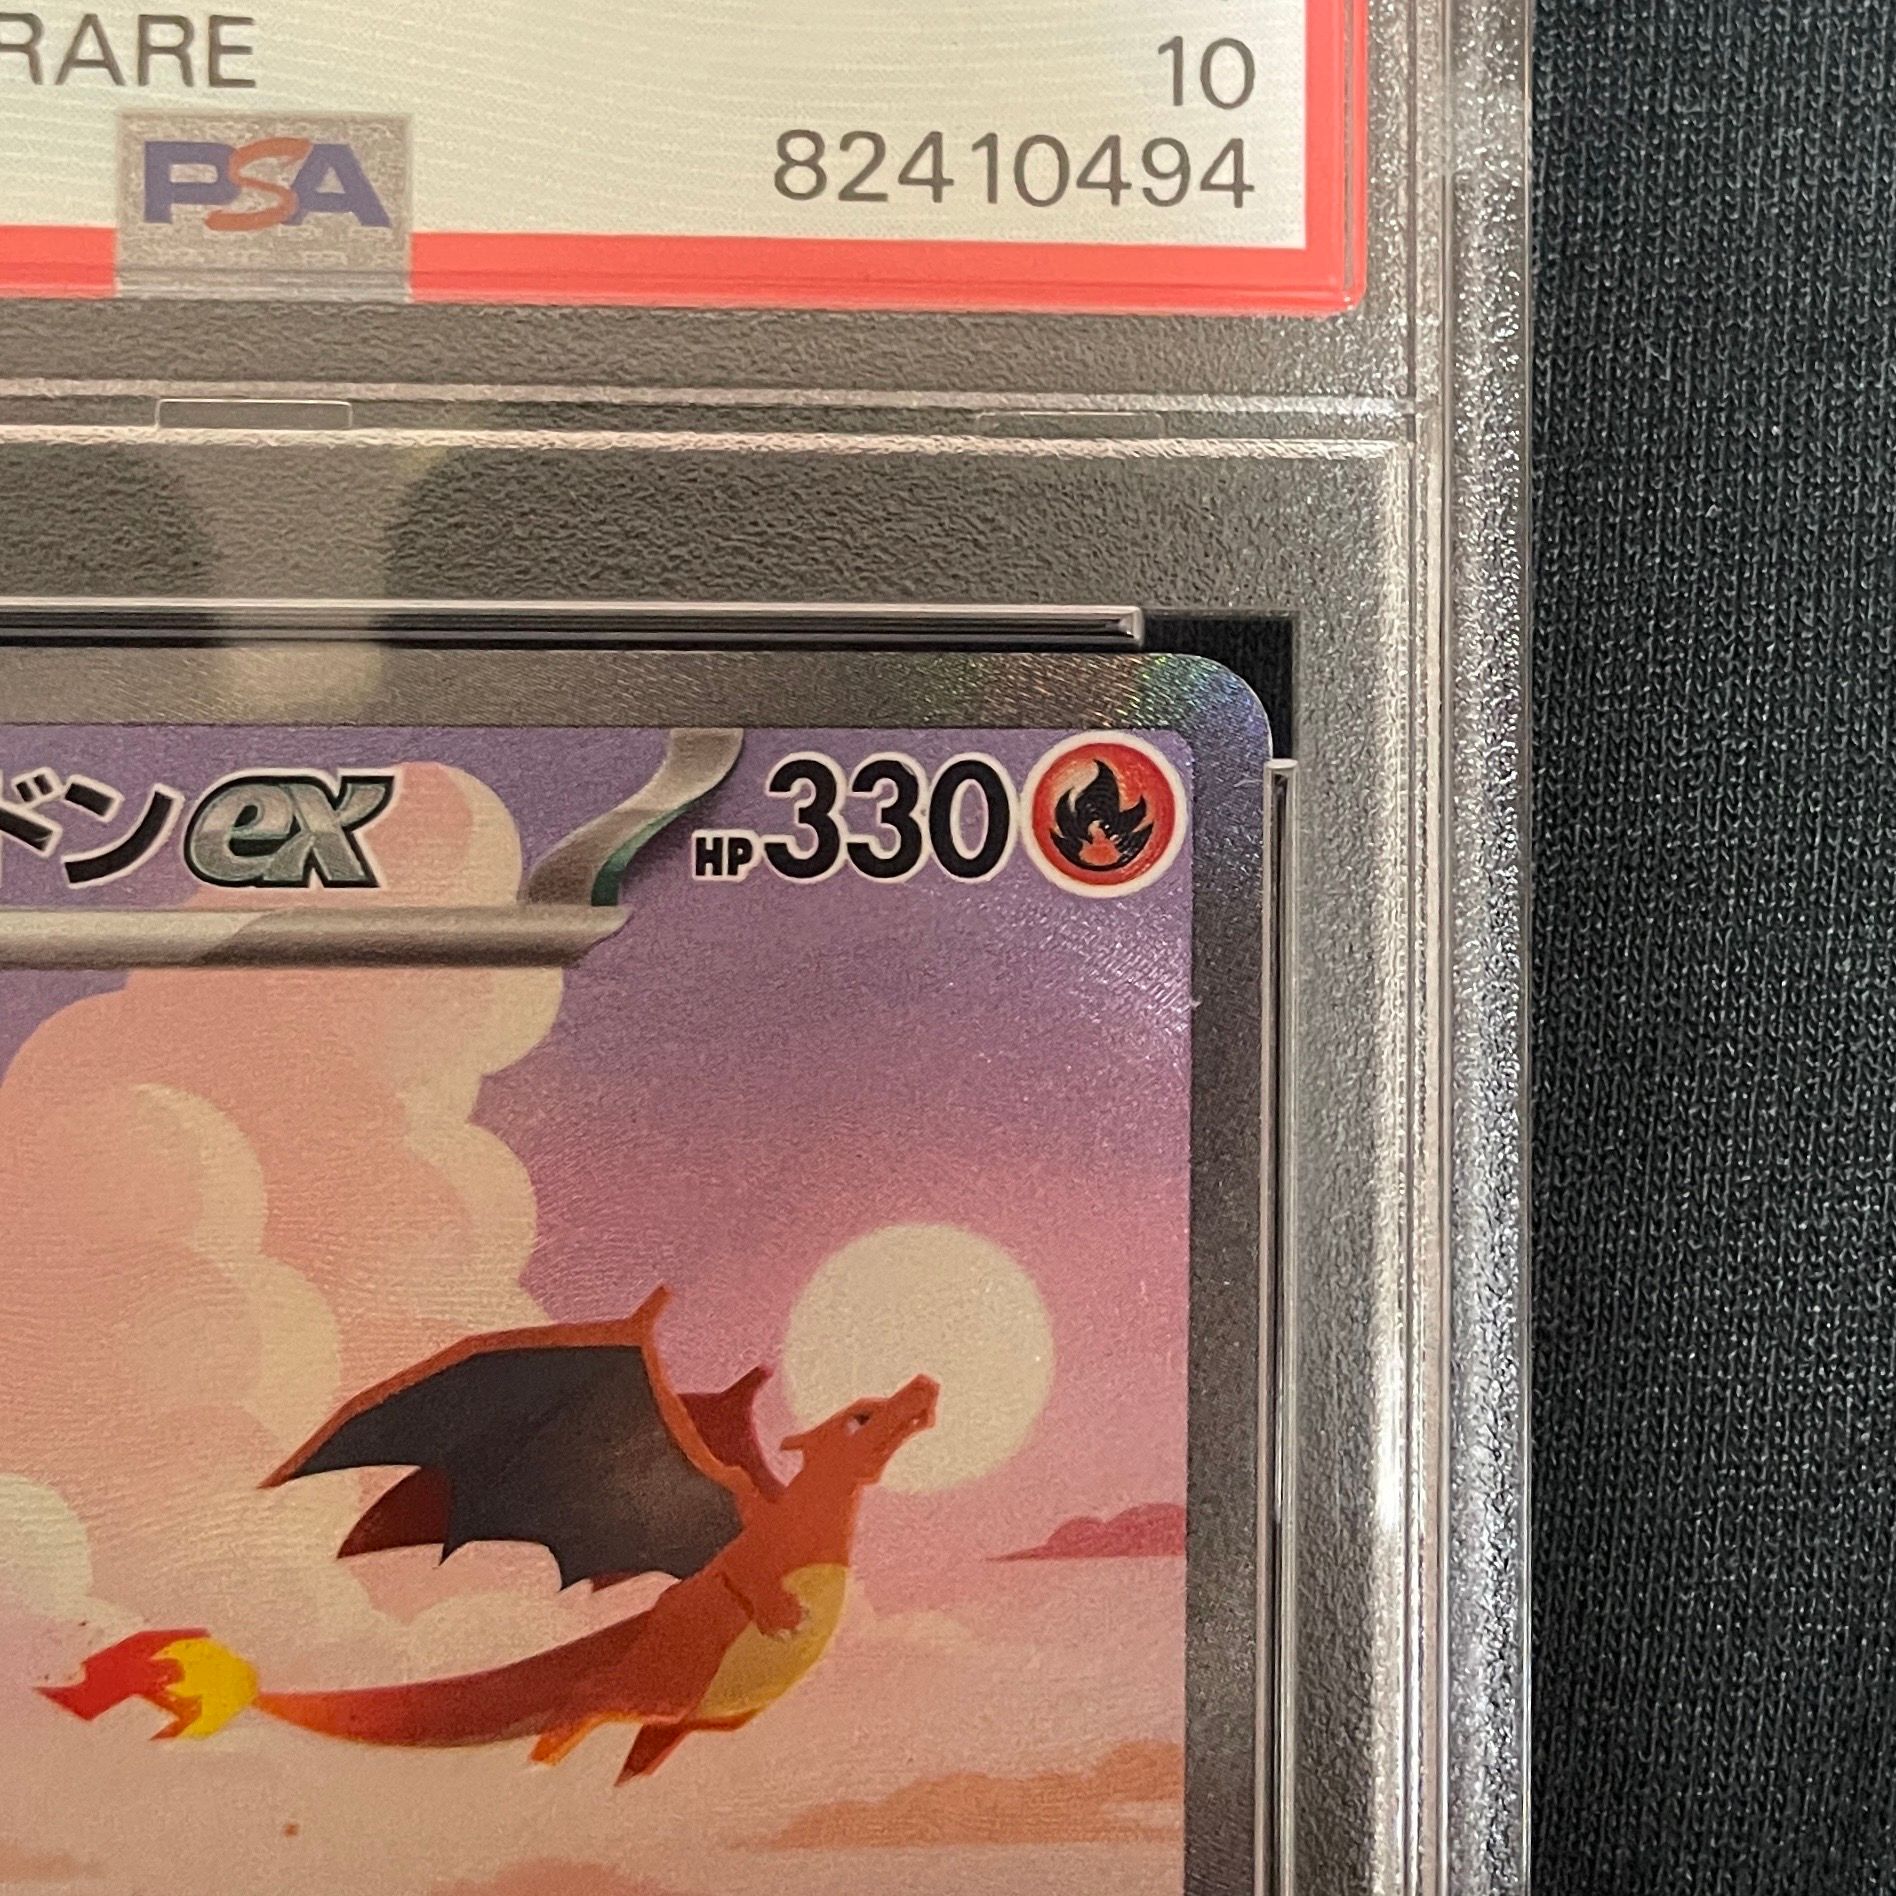 RARE
10
PSA
82410494
ドンex
HP330